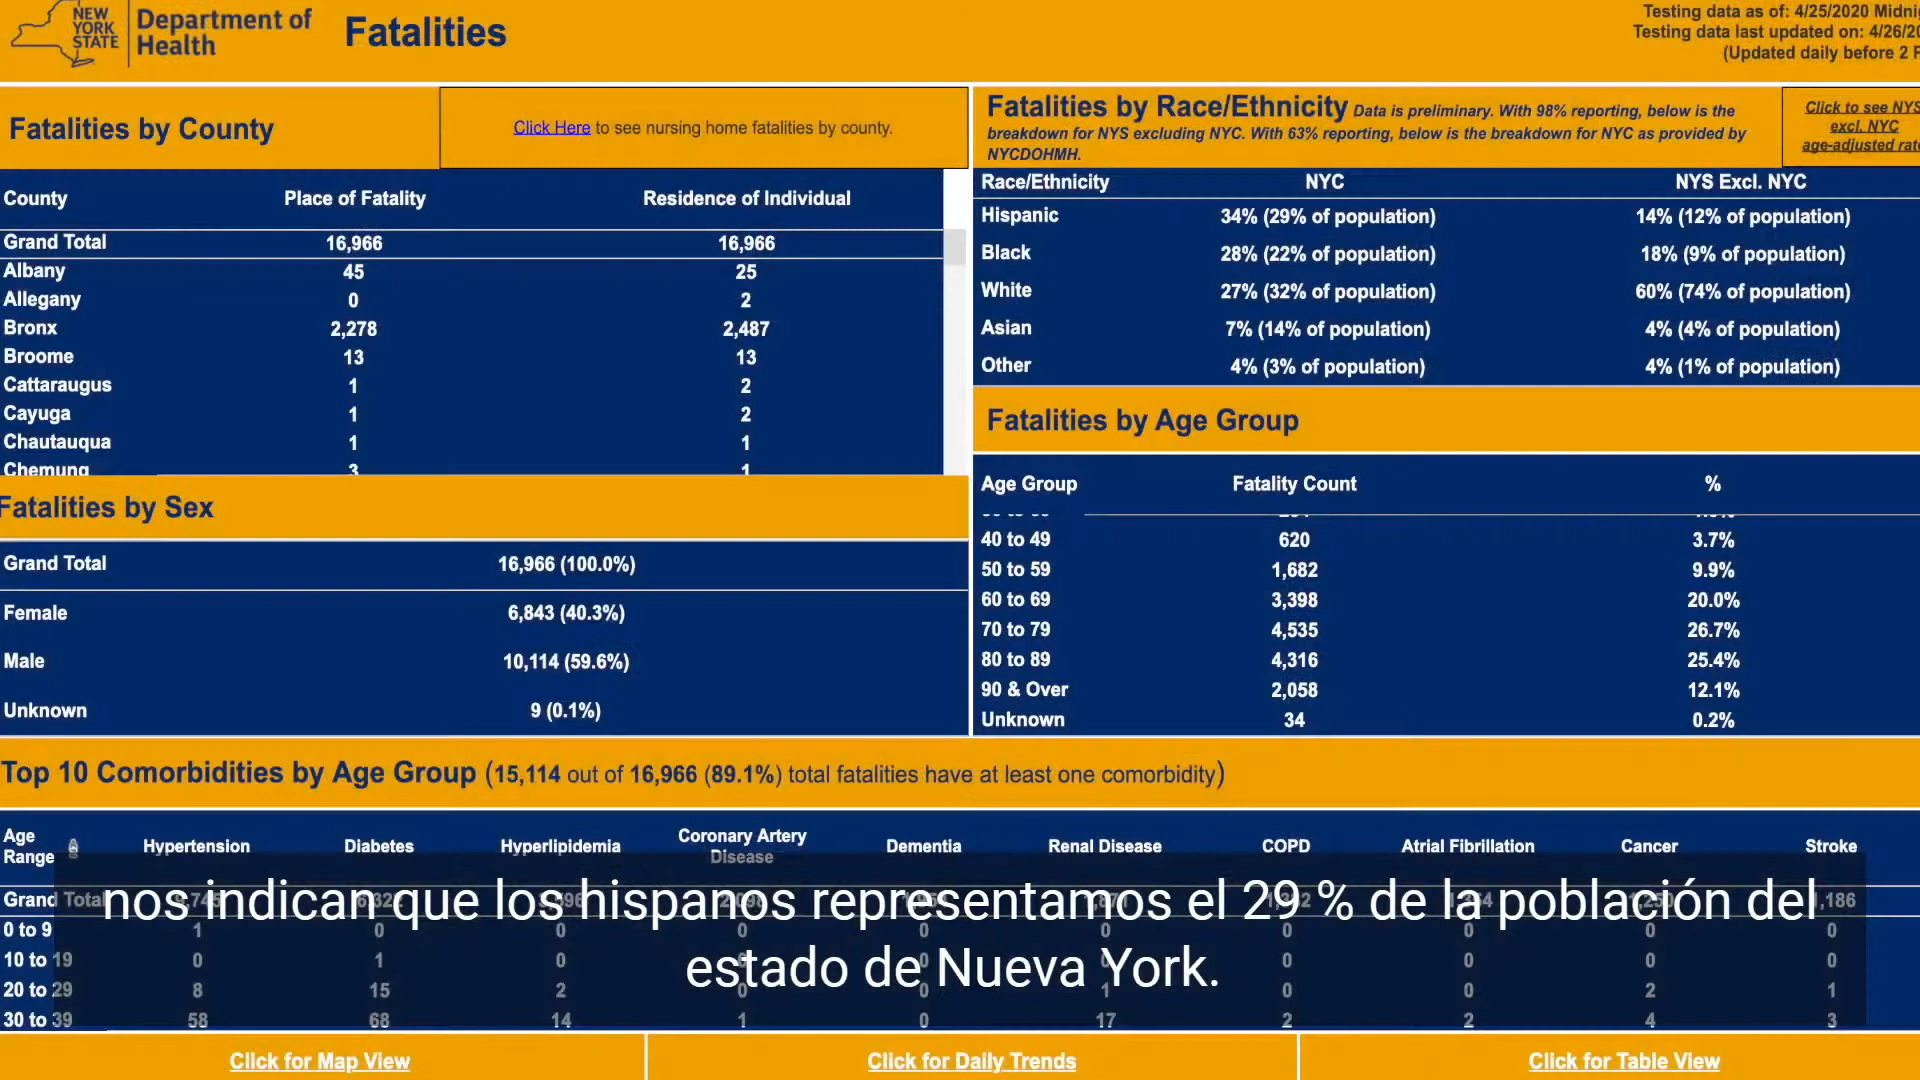 NEW
YORK
STATE
Department of
Health
Fatalities
Testing data as of: 4/25/2020
Testing data last updated on:
(Updated daily before 2
Fatalities by County
Click Here to see nursing home fatalities by county.
County Place of Fatality Residence of Individual
Grand Total 16,966 16,966
Albany 45 25
Allegany 0 2
Bronx 2,278 2,487
Broome 13 13
Cattaraugus 1 2
Cayuga 1 2
Chautauqua 1 1
Chemung 3 1
Fatalities by Sex
Grand Total 16,966 (100.0%)
Female 6,843 (40.3%)
Male 10,114 (59.6%)
Unknown 9 (0.1%)
Fatalities by Race/Ethnicity Data is preliminary. With 98% reporting, below is the
breakdown for NYS excluding NYC. With 63% reporting, below is the breakdown for NYC as provided by
NYCDOHMH.
Click to see NYS
excl. NYC
age-adjusted
Race/Ethnicity NYC NYS Excl. NYC
Hispanic 34% (29% of population) 14% (12% of population)
Black 28% (22% of population) 18% (9% of population)
White 27% (32% of population) 60% (74% of population)
Asian 7% (14% of population) 4% (4% of population)
Other 4% (3% of population) 4% (1% of population)
Fatalities by Age Group
Age Group Fatality Count %
40 to 49 620 3.7%
50 to 59 1,682 9.9%
60 to 69 3,398 20.0%
70 to 79 4,535 26.7%
80 to 89 4,316 25.4%
90 & Over 2,058 12.1%
Unknown 34 0.2%
Top 10 Comorbidities by Age Group (15,114 out of 16,966 (89.1%) total fatalities have at least one comorbidity)
Age
Range Hypertension Diabetes Hyperlipidemia Coronary Artery
Disease Dementia Renal Disease COPD Atrial Fibrillation Cancer Stroke
Grand Total
0 to 9 1 0 0 0 0 0 0 0 0 0
10 to 19 0 1 0 0 0 0 0 0 0
20 to 29 8 15 2 0 0 1 0 0 2 1
30 to 39 58 68 14 1 0 17 2 2 4 3
nos indican que los hispanos representamos el 29 % de la población del
estado de Nueva York.
Click for Map View
Click for Daily Trends
Click for Table View